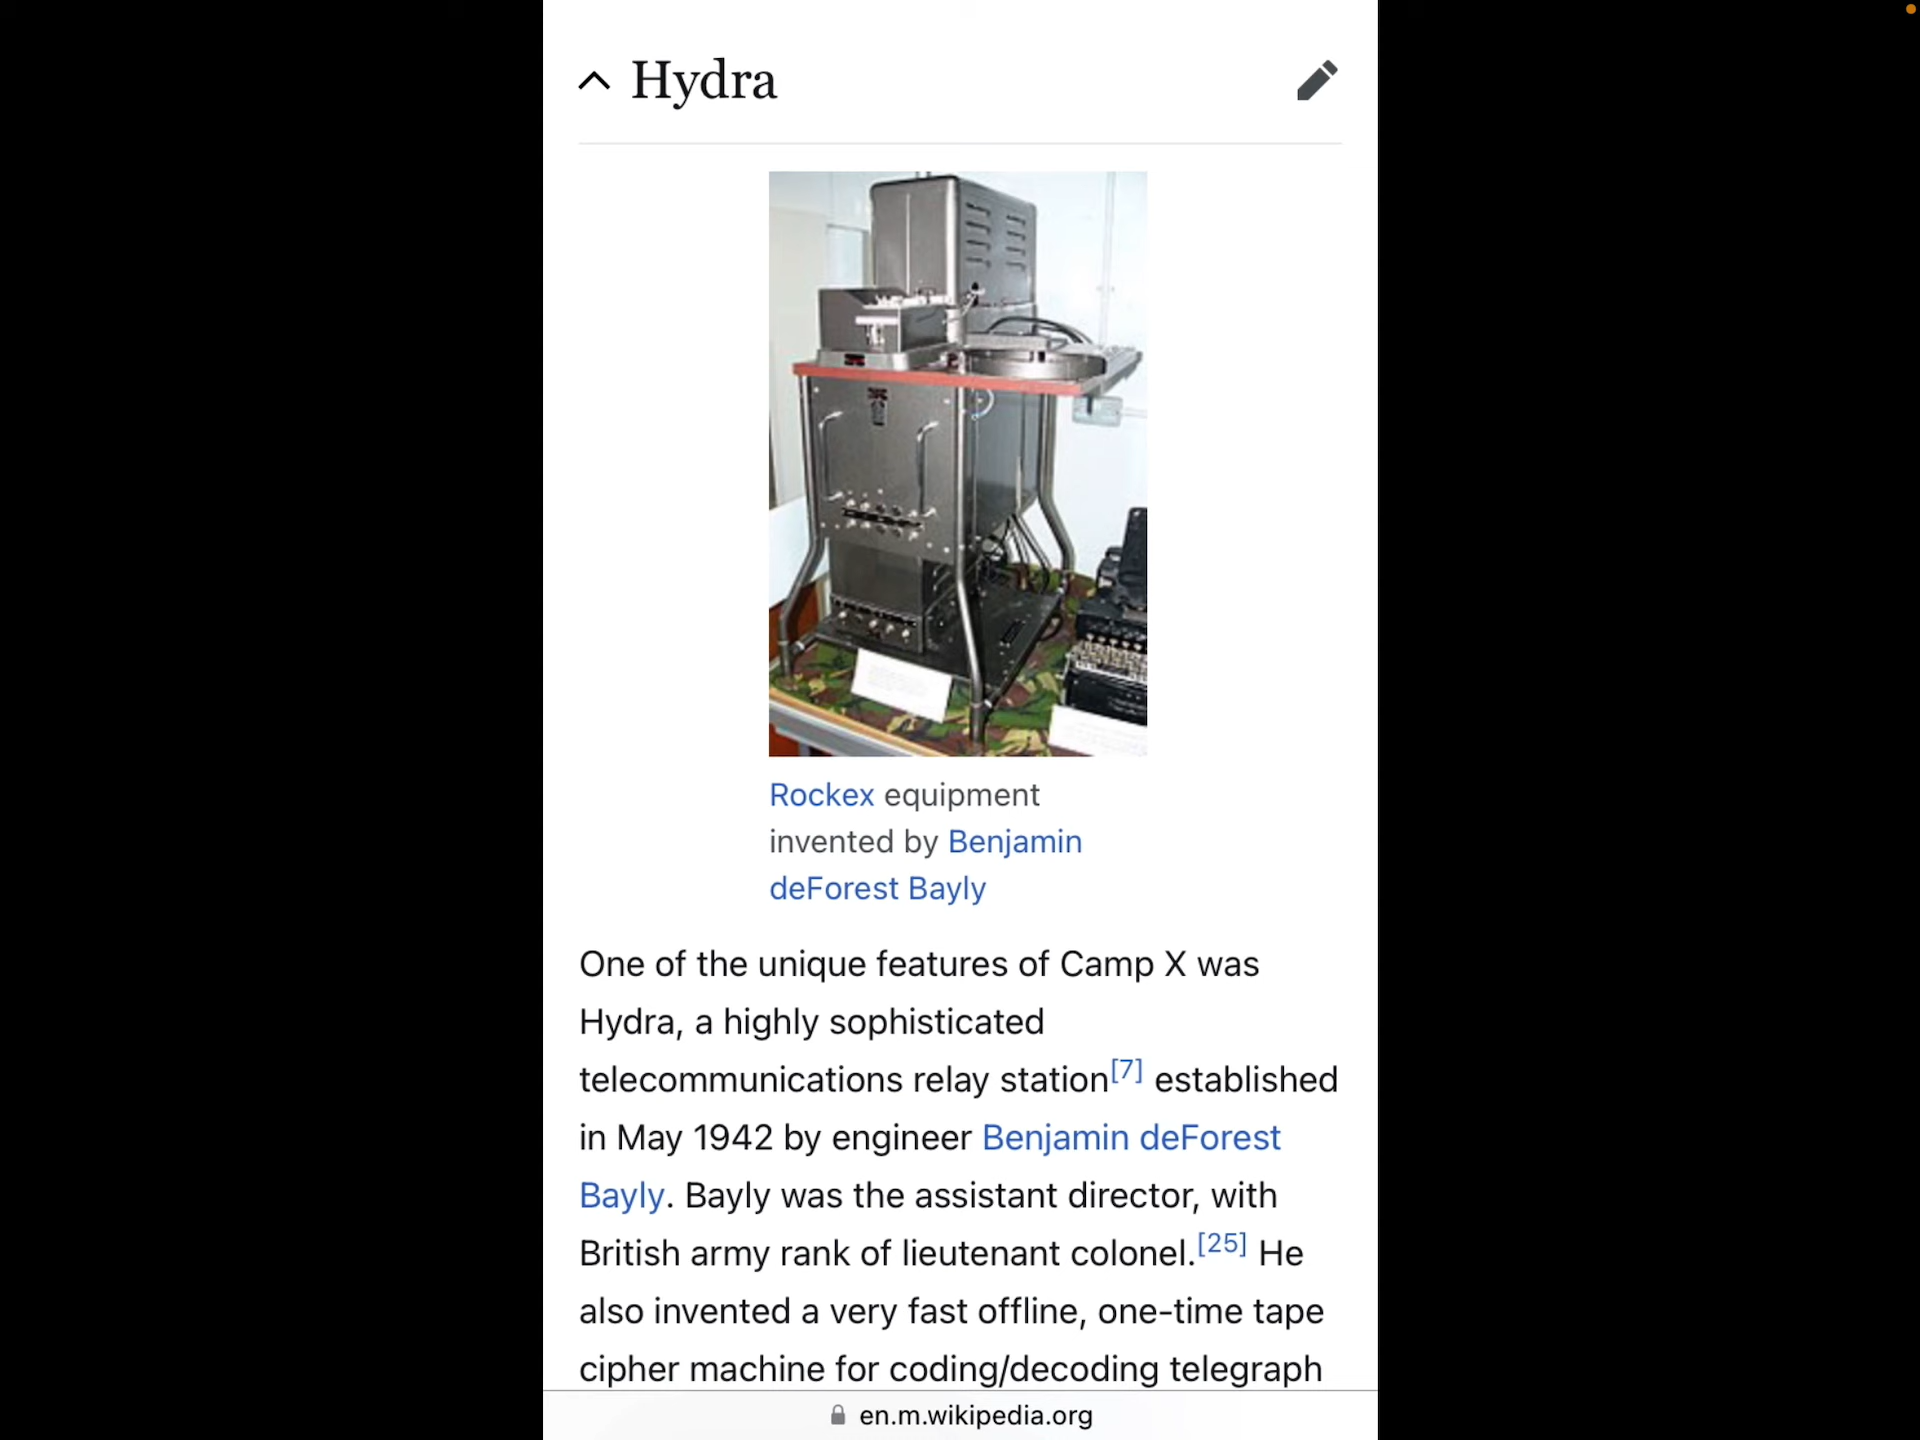 Hydra
Rockex equipment
invented by Benjamin
deForest Bayly
One of the unique features of Camp X was
Hydra, a highly sophisticated
telecommunications relay station[7] established
in May 1942 by engineer Benjamin deForest
Bayly. Bayly was the assistant director, with
British army rank of lieutenant colonel.[25] He
also invented a very fast offline, one-time tape
cipher machine for coding/decoding telegraph
en.m.wikipedia.org